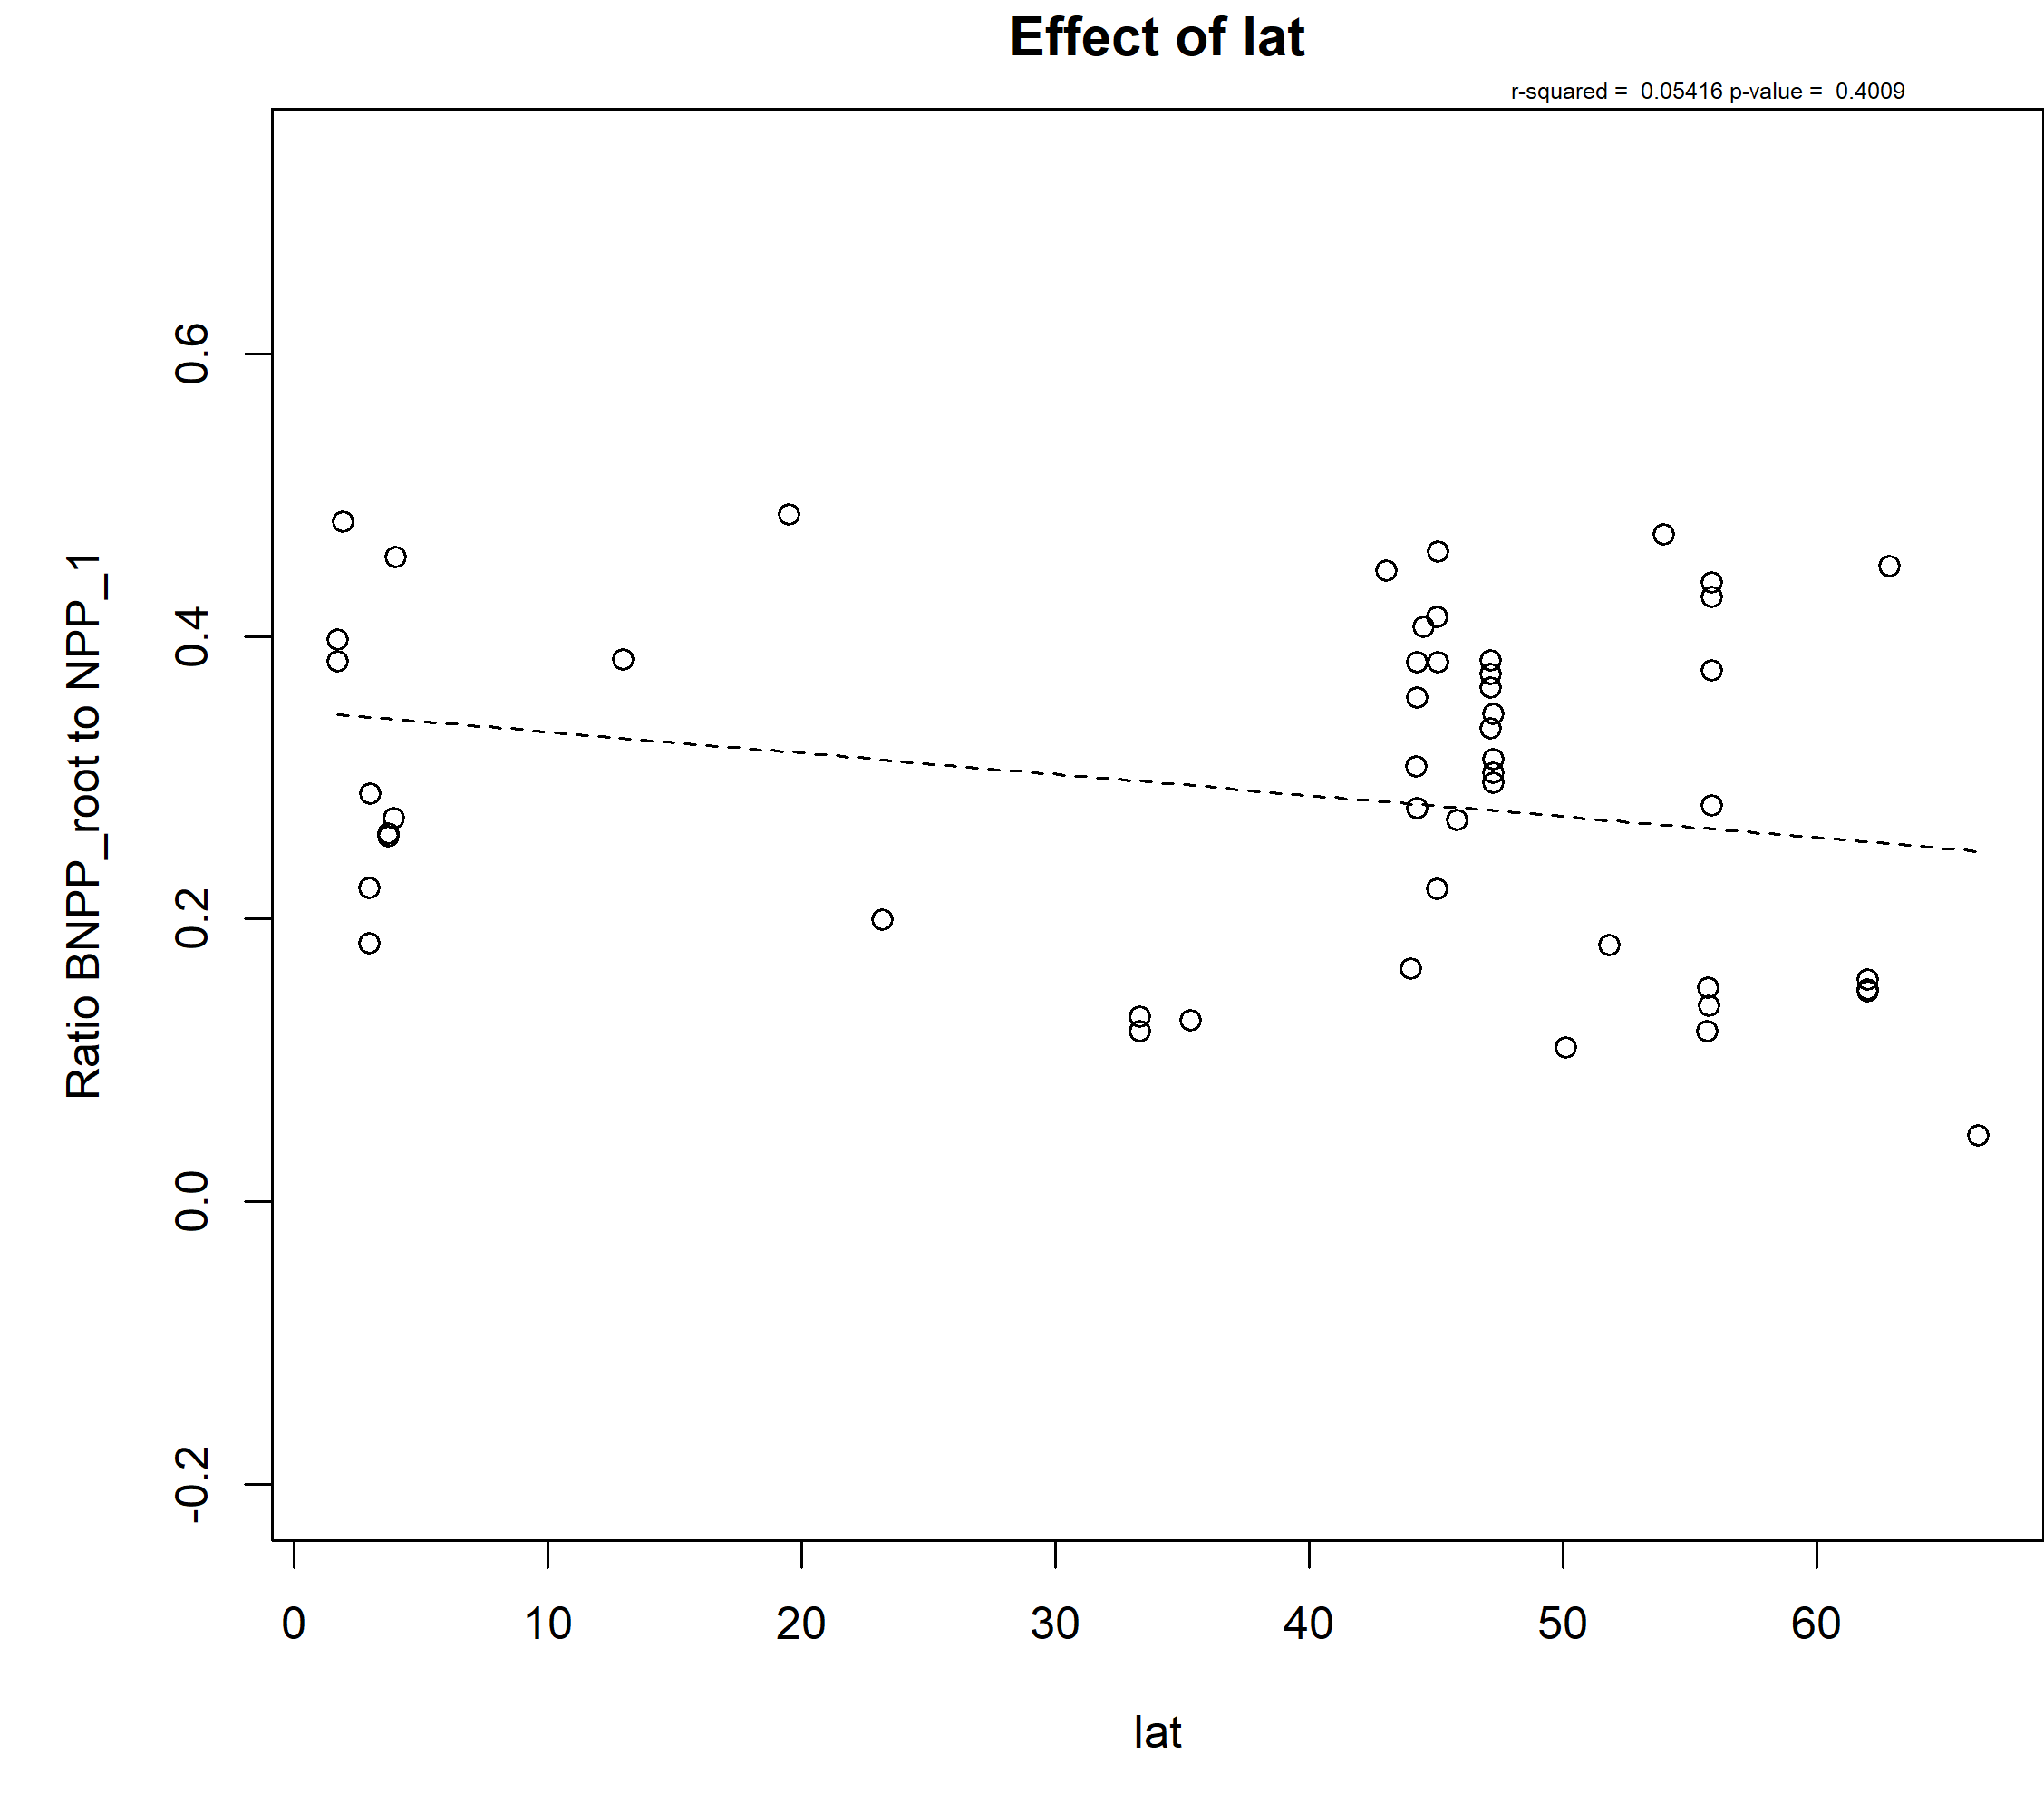 Effect of lat
r-squared =  0.05416 p-value =  0.4009
Ratio BNPP_root to NPP_1
0.6
0.4
0.2
0.0
-0.2
0 10 20 30 40 50 60
lat